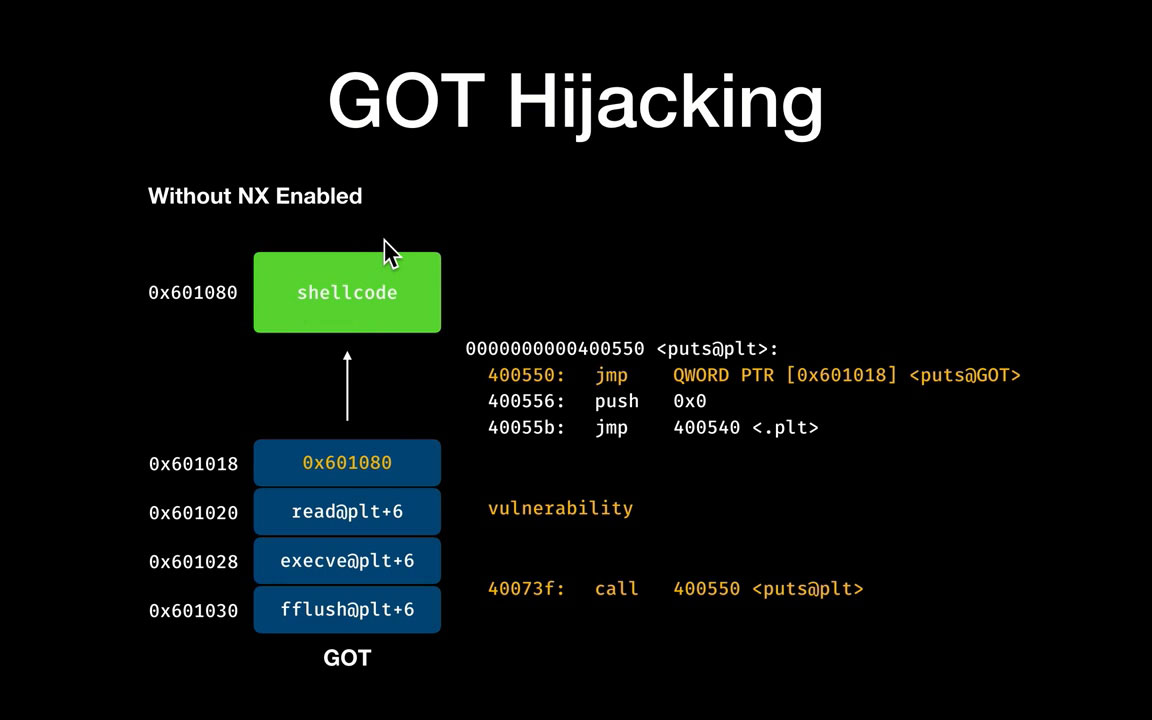 GOT Hijacking
Without NX Enabled
0x601080 shellcode
0000000000400550 <puts@plt>:
400550: jmp QWORD PTR [0x601018] <puts@GOT>
400556: push 0x0
40055b: jmp 400540 <.plt>
0x601018 0x601080
0x601020 read@plt+6
vulnerability
0x601028 execve@plt+6
40073f: call 400550 <puts@plt>
0x601030 fflush@plt+6
GOT